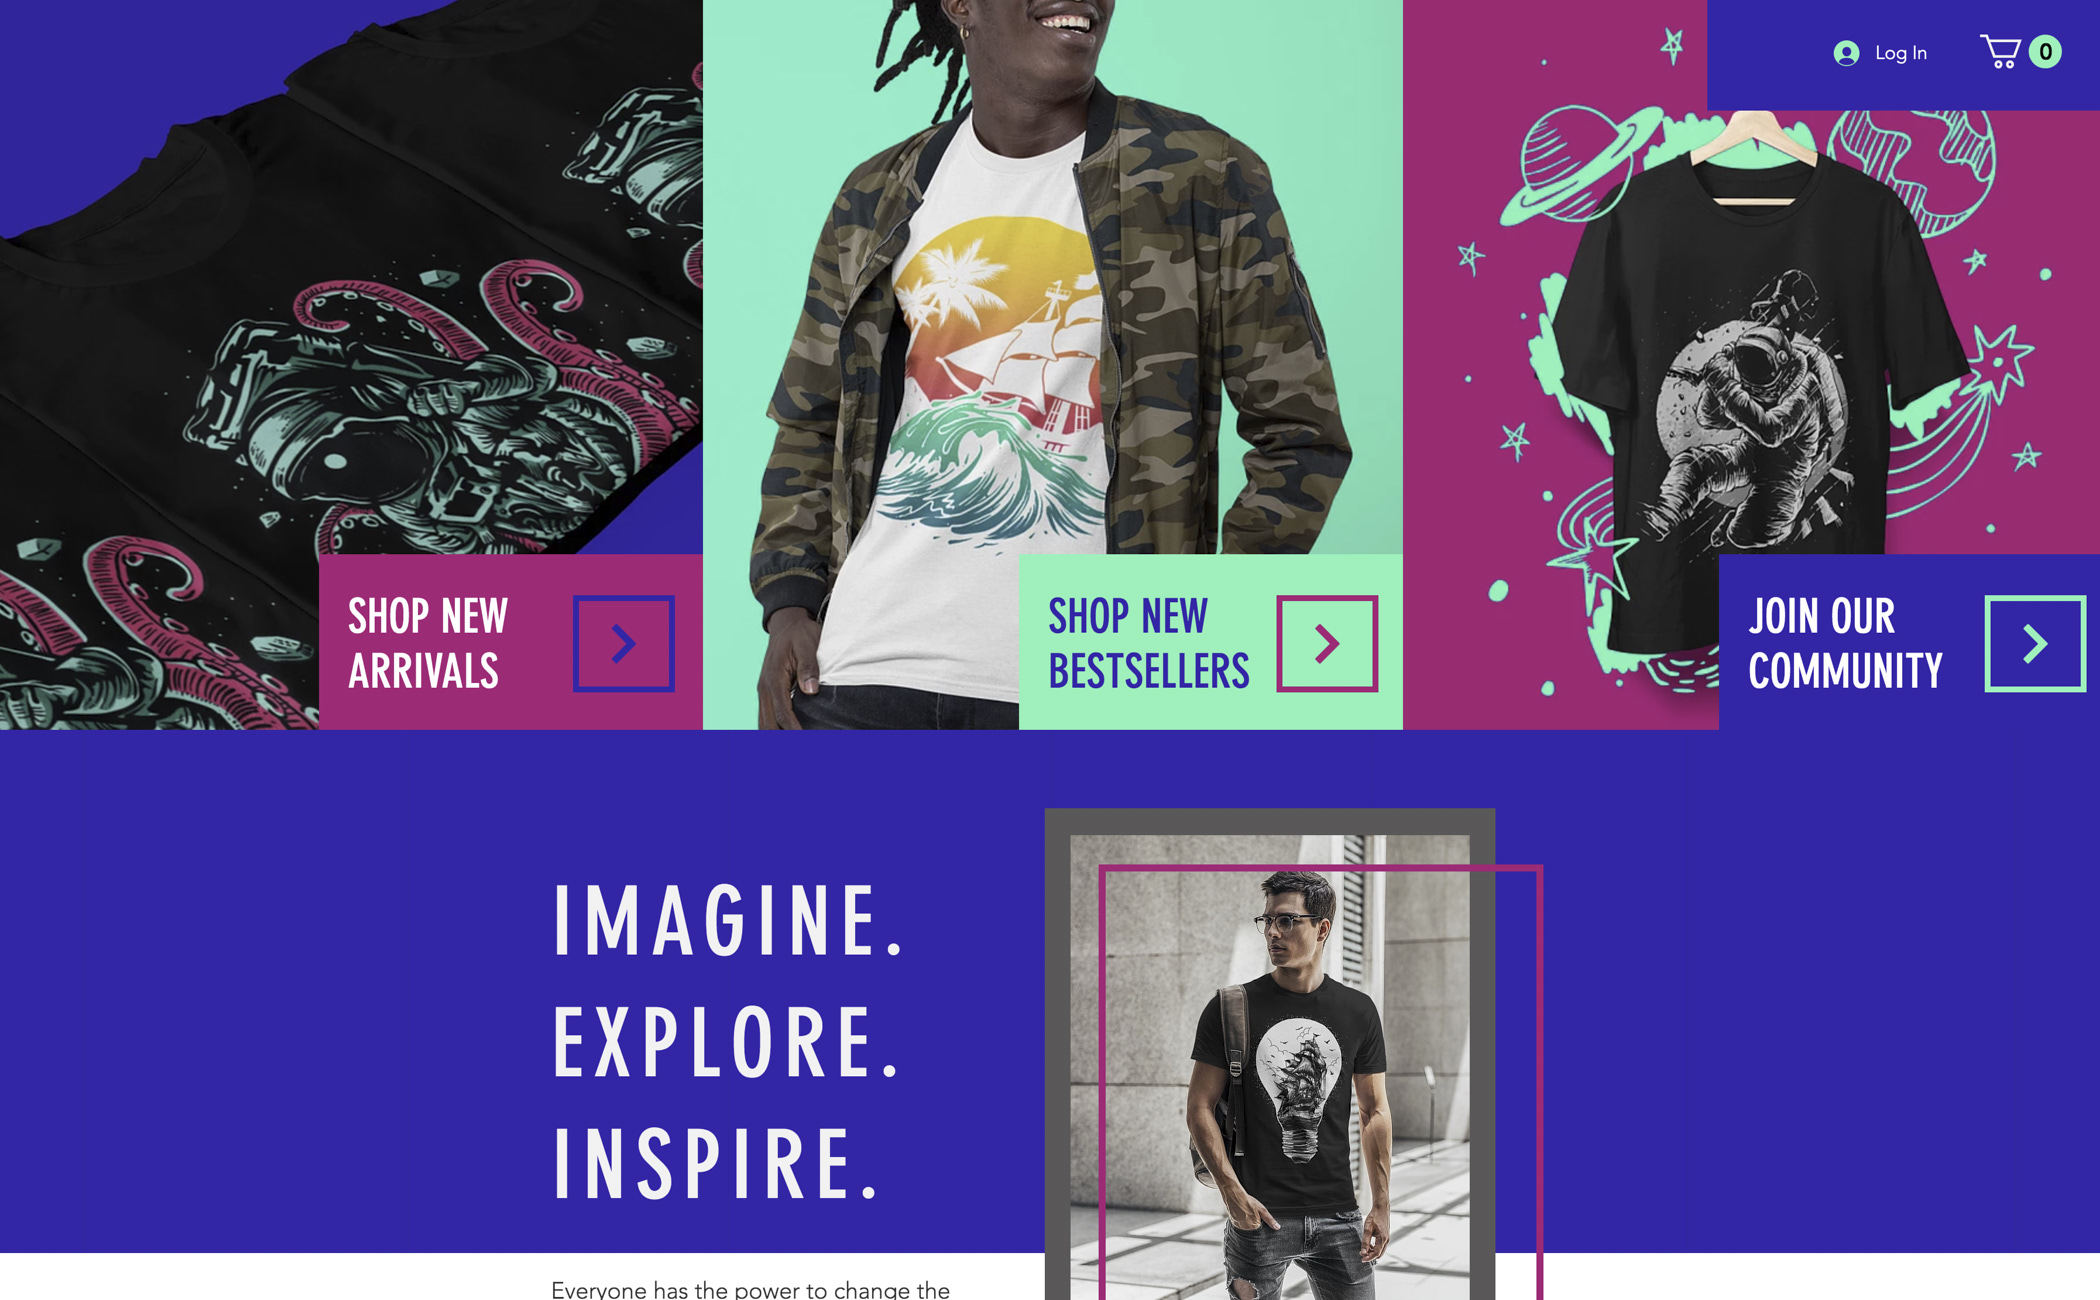 Log In
0
SHOP NEW
ARRIVALS
SHOP NEW
BESTSELLERS
JOIN OUR
COMMUNITY
IMAGINE.
EXPLORE.
INSPIRE.
Everyone has the power to change the